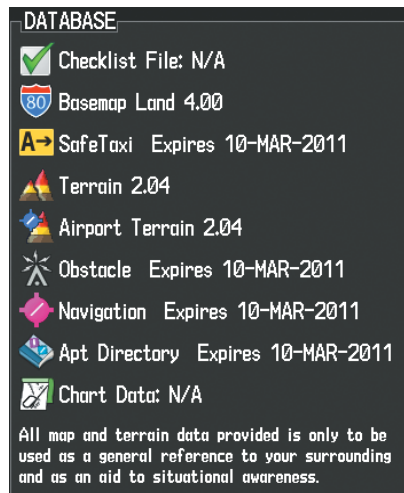 DATABASE
Checklist File: N/A
80 Basemap Land 4.00
A→ SafeTaxi Expires 10-MAR-2011
Terrain 2.04
Airport Terrain 2.04
Obstacle Expires 10-MAR-2011
Navigation Expires 10-MAR-2011
Apt Directory Expires 10-MAR-2011
Chart Data: N/A
All map and terrain data provided is only to be
used as a general reference to your surrounding
and as an aid to situational awareness.